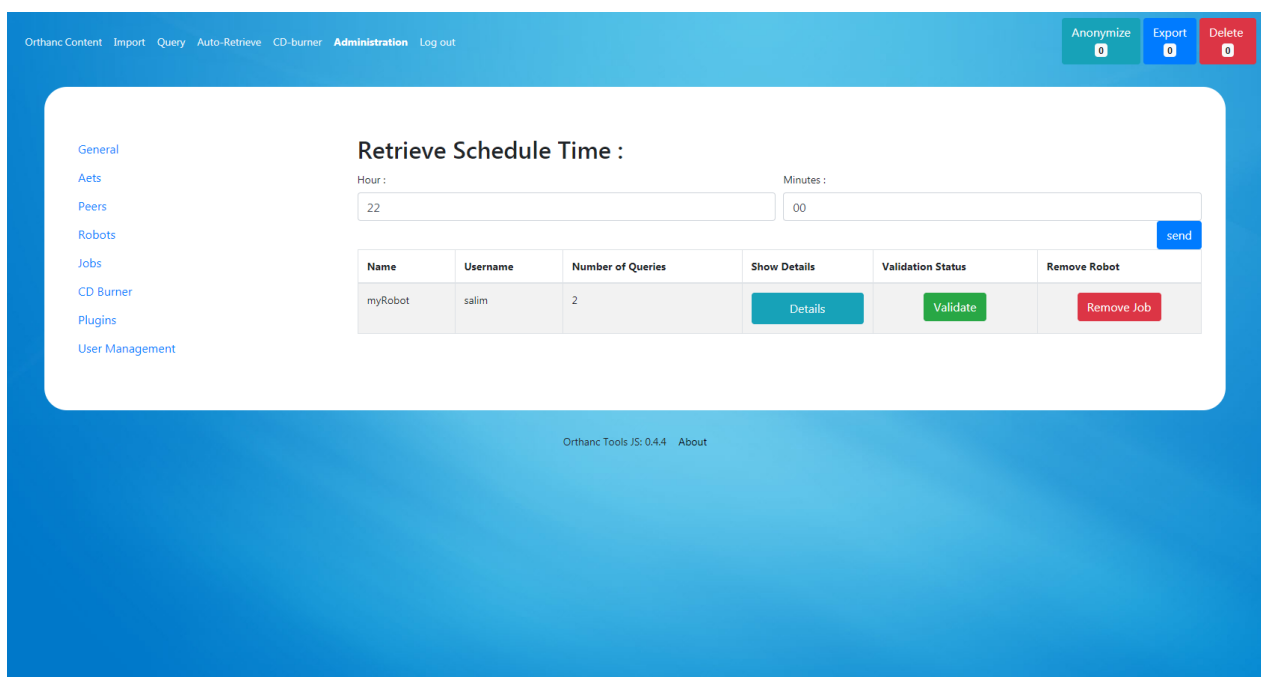 Orthanc Content Import Query Auto-Retrieve CD-burner Administration Log out
Anonymize
0
Export
0
Delete
0
General
Aets
Peers
Robots
Jobs
CD Burner
Plugins
User Management
Retrieve Schedule Time :
Hour :
Minutes :
22
00
send
Name Username Number of Queries Show Details Validation Status Remove Robot
myRobot salim 2 Details Validate Remove Job
Orthanc Tools JS: 0.4.4 About